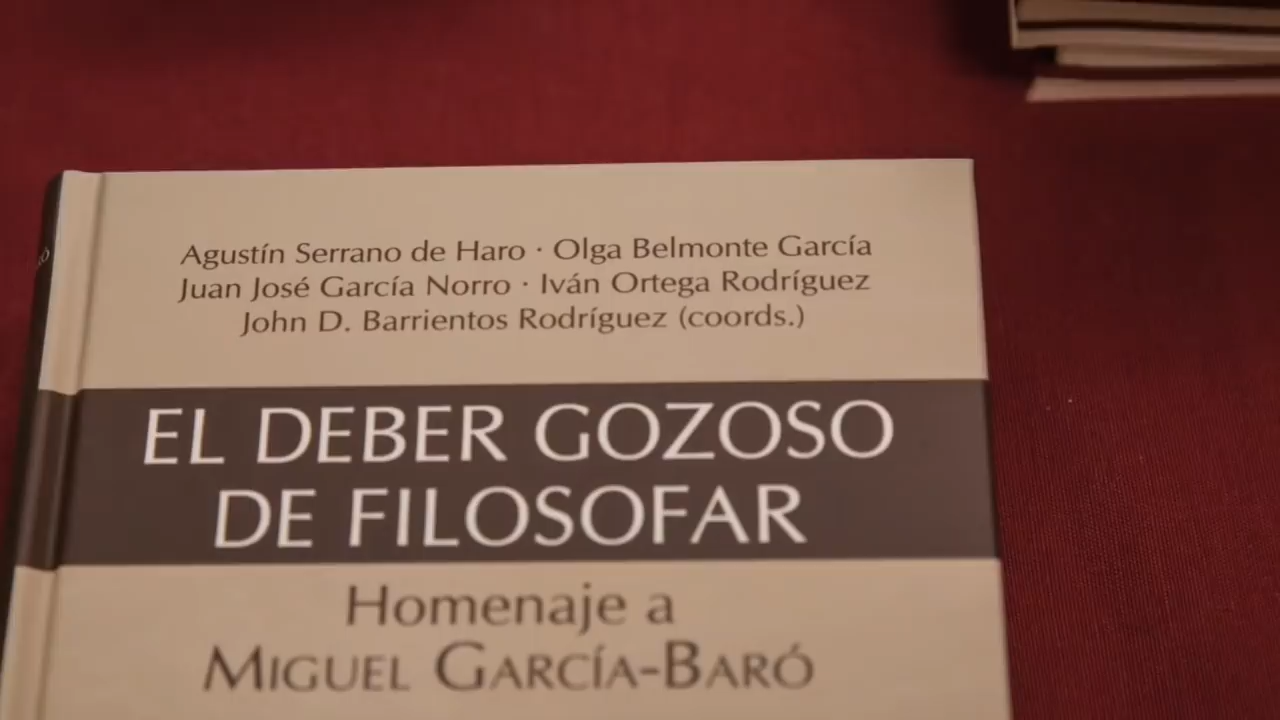 Agustín Serrano de Haro · Olga Belmonte García
Juan José García Norro · Iván Ortega Rodríguez
John D. Barrientos Rodríguez (coords.)
EL DEBER GOZOSO
DE FILOSOFAR
Homenaje a
MIGUEL GARCÍA-BARÓ